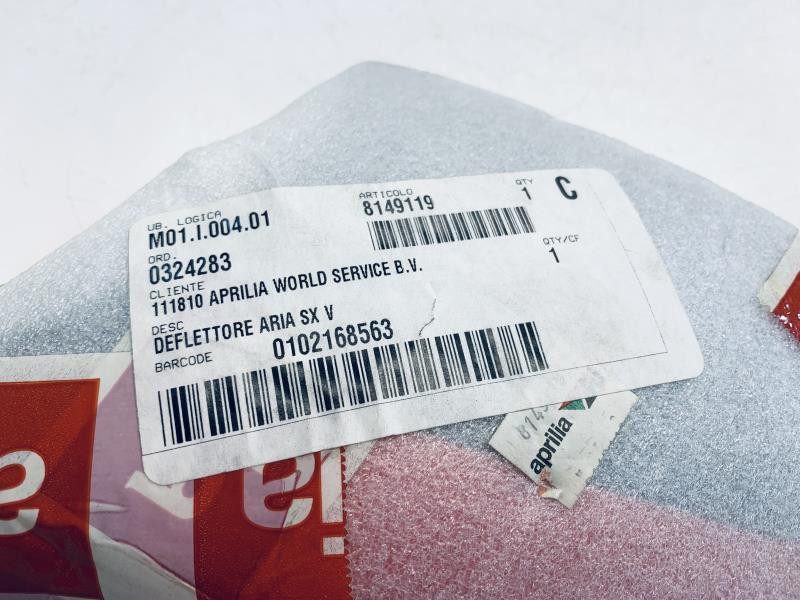 UB. LOGICA
M01.I.004.01
ARTICOLO
8149119
QTY
1
C
ORD.
0324283
QTY/CF
1
CLIENTE
111810 APRILIA WORLD SERVICE B.V.
DESC
DEFLETTORE ARIA SX V
BARCODE
0102168563
aprilia